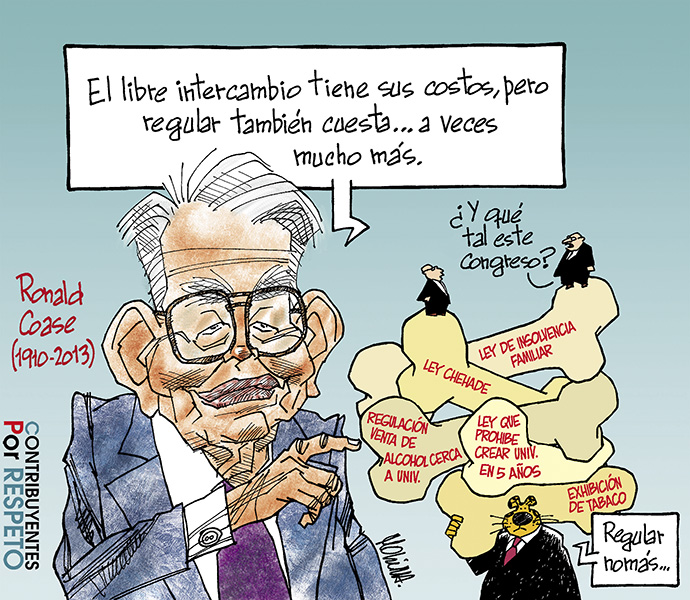 El libre intercambio tiene sus costos, pero
regular también cuesta... a veces
mucho más.
¿Y qué
tal este
congreso?
Ronald
Coase
(1910-2013)
LEY DE INSOLVENCIA
FAMILIAR
LEY CHEHADE
REGULACIÓN
VENTA DE
ALCOHOL CERCA
A UNIV.
LEY QUE
PROHIBE
CREAR UNIV.
EN 5 AÑOS
EXHIBICIÓN
DE TABACO
Regular
nomás...
CONTRIBUYENTES
Por RESPETO
MOLINA.